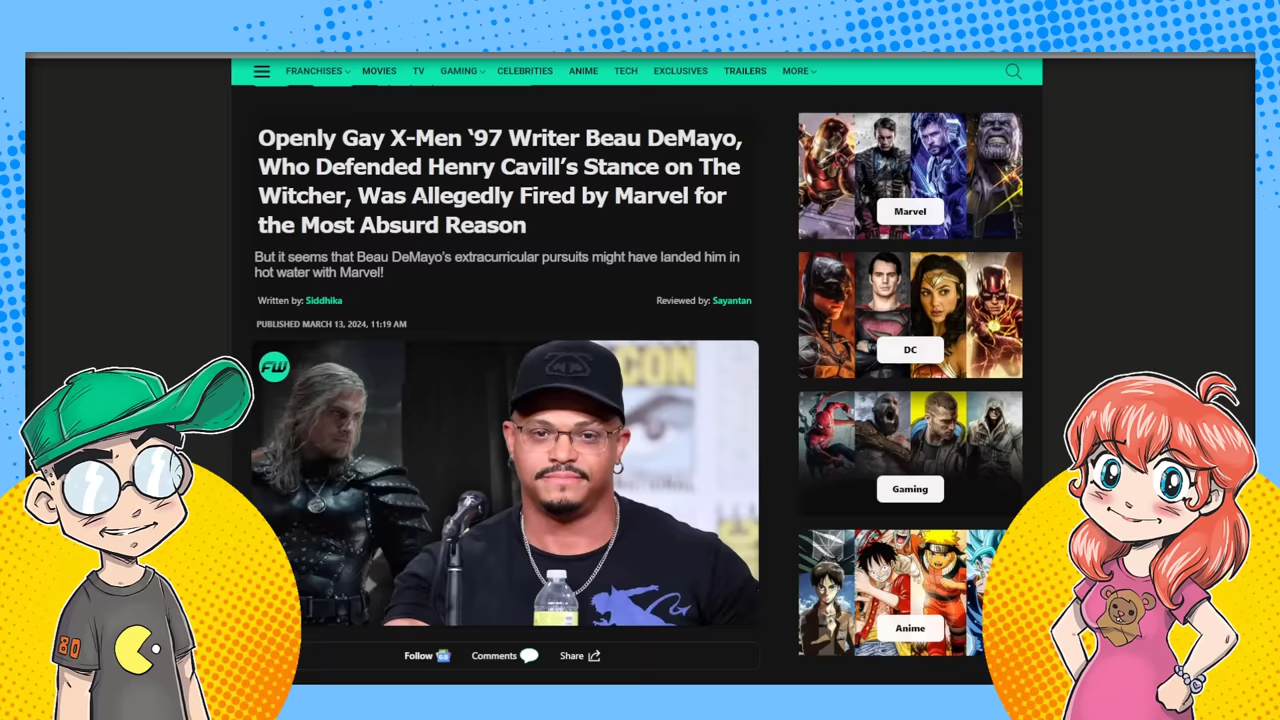 FRANCHISES MOVIES TV GAMING CELEBRITIES ANIME TECH EXCLUSIVES TRAILERS MORE
Openly Gay X-Men ‘97 Writer Beau DeMayo,
Who Defended Henry Cavill’s Stance on The
Witcher, Was Allegedly Fired by Marvel for
the Most Absurd Reason
But it seems that Beau DeMayo's extracurricular pursuits might have landed him in
hot water with Marvel!
Written by: Siddhika Reviewed by: Sayantan
PUBLISHED MARCH 13, 2024, 11:19 AM
FW
CON
Follow Comments Share
Marvel
DC
Gaming
Anime
80